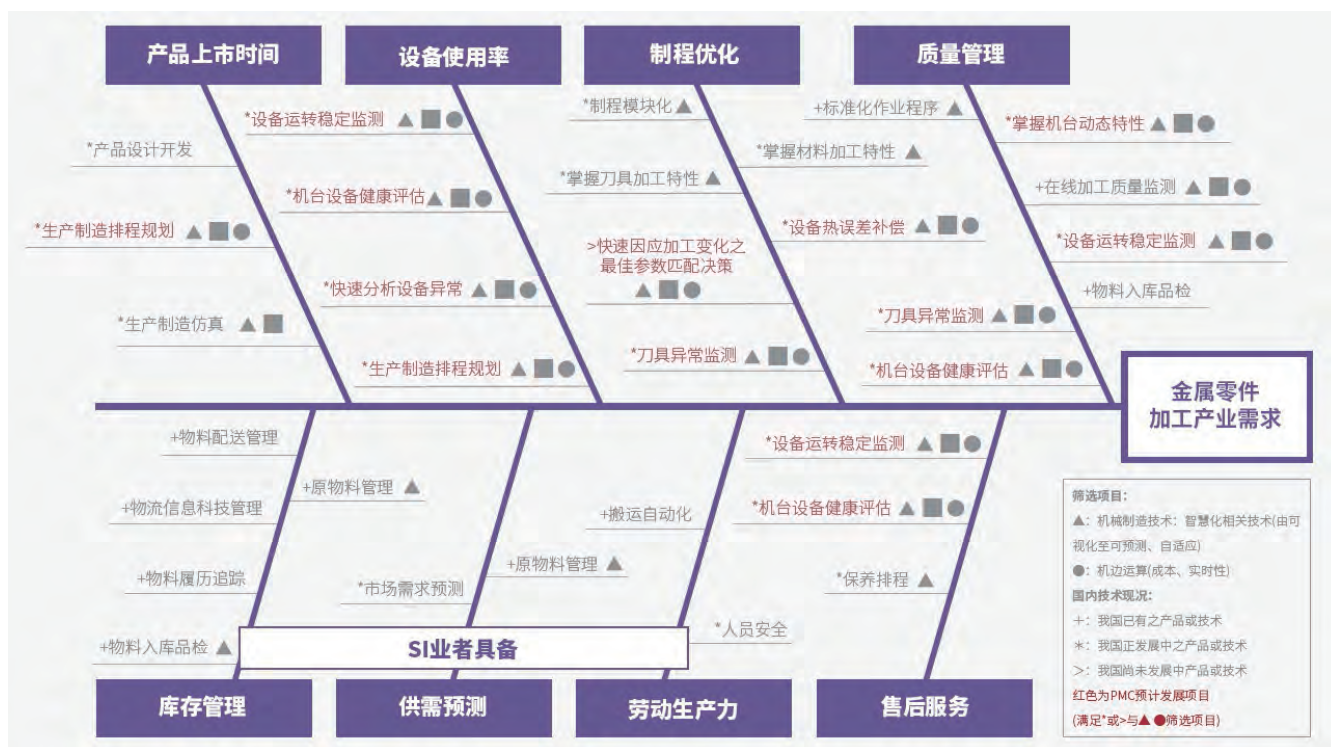 产品上市时间
设备使用率
制程优化
质量管理
*产品设计开发
*生产制造排程规划 ▲ ■ ●
*生产制造仿真 ▲ ■
*设备运转稳定监测 ▲ ■ ●
*机台设备健康评估 ▲ ■ ●
*快速分析设备异常 ▲ ■ ●
*生产制造排程规划 ▲ ■ ●
*制程模块化 ▲
*掌握刀具加工特性 ▲
>快速因应加工变化之
最佳参数匹配决策
▲ ■ ●
*刀具异常监测 ▲ ■ ●
*掌握材料加工特性 ▲
*设备热误差补偿 ▲ ■ ●
+标准化作业程序 ▲
*刀具异常监测 ▲ ■ ●
*机台设备健康评估 ▲ ■ ●
*掌握机台动态特性 ▲ ■ ●
+在线加工质量监测 ▲ ■ ●
*设备运转稳定监测 ▲ ■ ●
+物料入库品检
金属零件
加工产业需求
+物料配送管理
+物流信息科技管理
+物料履历追踪
+物料入库品检 ▲
+原物料管理 ▲
*市场需求预测
+搬运自动化
+原物料管理 ▲
*人员安全
*设备运转稳定监测 ▲ ■ ●
*机台设备健康评估 ▲ ■ ●
*保养排程 ▲
SI业者具备
库存管理
供需预测
劳动生产力
售后服务
筛选项目：
▲：机械制造技术：智慧化相关技术(由可
视化至可预测、自适应)
●：机边运算(成本、实时性)
国内技术现况：
＋：我国已有之产品或技术
＊：我国正发展中之产品或技术
＞：我国尚未发展中产品或技术
红色为PMC预计发展项目
(满足*或>与▲ ●筛选项目)